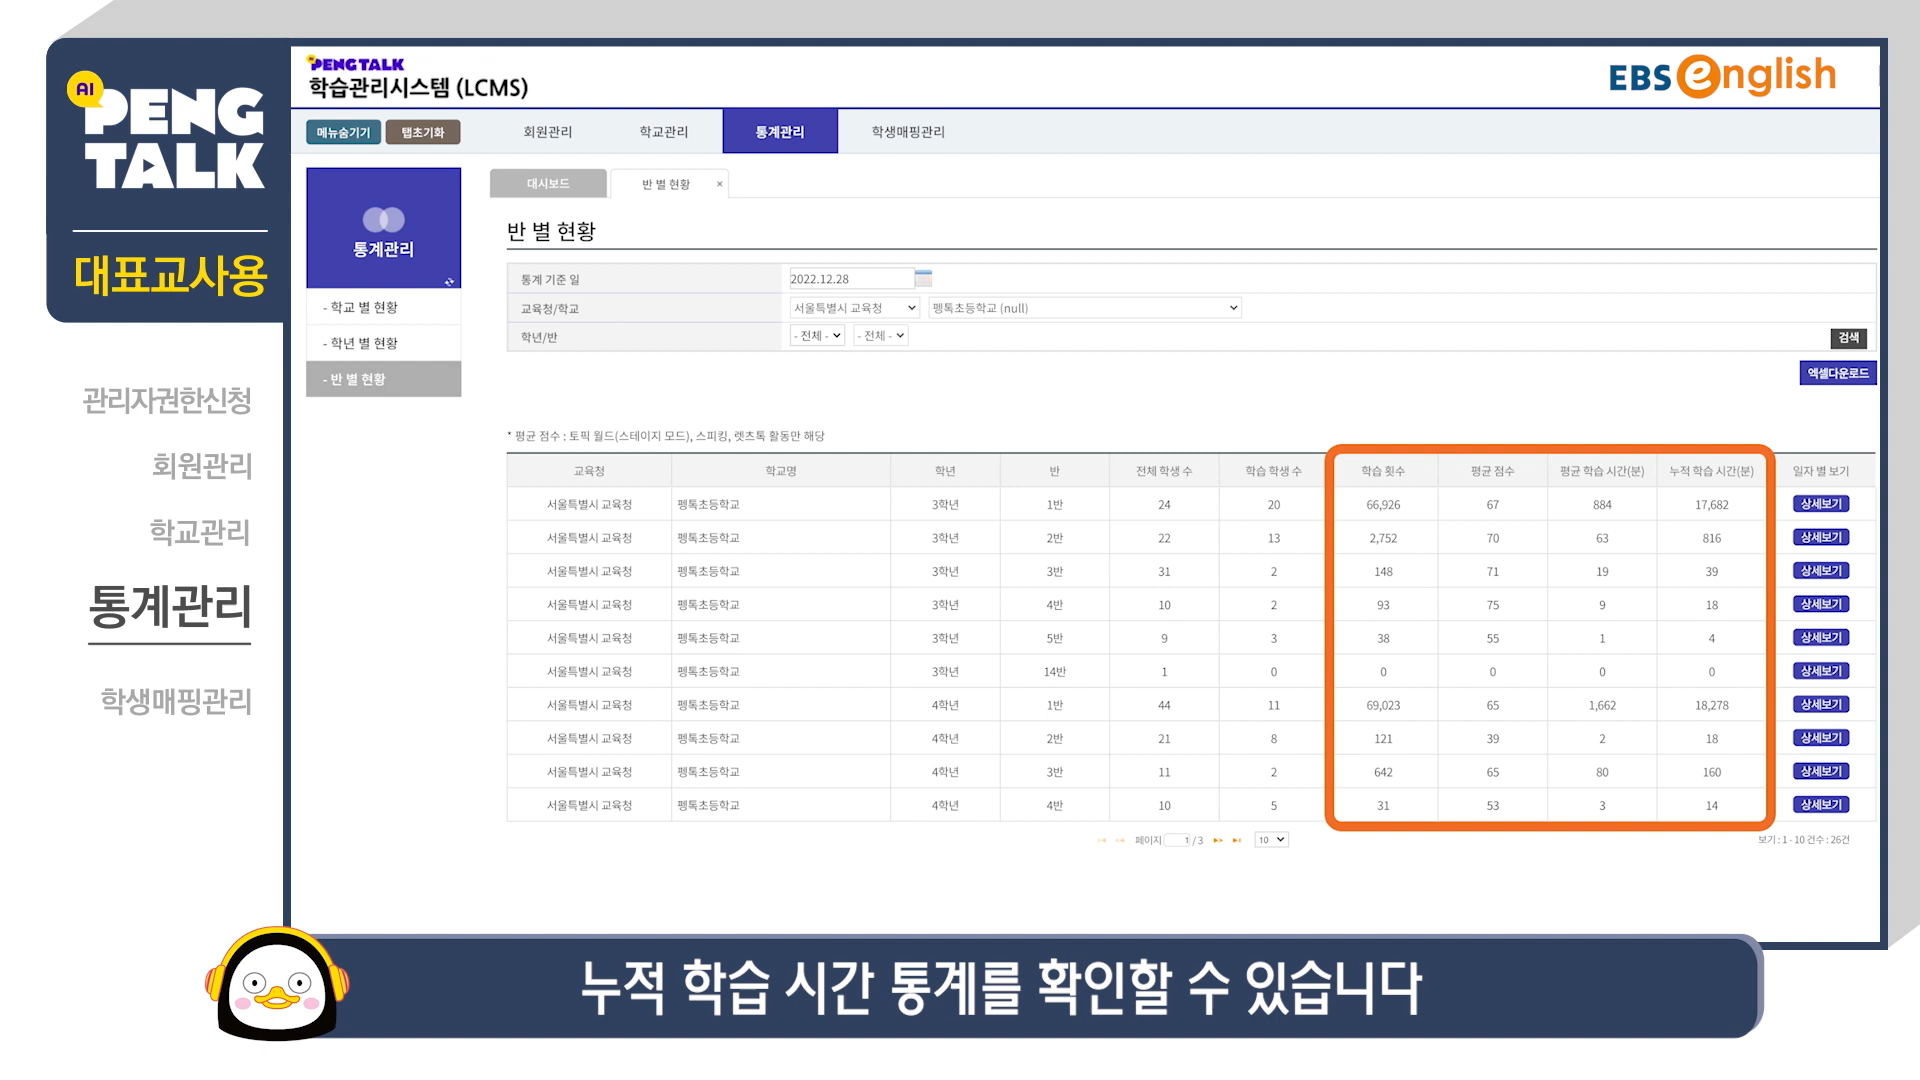 AI
PENG
TALK
대표교사용
관리자권한신청
회원관리
학교관리
통계관리
학생매핑관리
PENGTALK
학습관리시스템 (LCMS)
EBS English
메뉴숨기기 탭초기화 회원관리 학교관리 통계관리 학생매핑관리
통계관리
- 학교 별 현황
- 학년 별 현황
- 반 별 현황
대시보드 반 별 현황 ×
반 별 현황
통계 기준 일 2022.12.28
교육청/학교 서울특별시 교육청 펭톡초등학교 (null)
학년/반 - 전체 - - 전체 -
검색
엑셀다운로드
* 평균 점수 : 토픽 월드(스테이지 모드), 스피킹, 렛츠톡 활동만 해당
교육청 학교명 학년 반 전체 학생 수 학습 학생 수 학습 횟수 평균 점수 평균 학습 시간(분) 누적 학습 시간(분) 일자 별 보기
서울특별시 교육청 펭톡초등학교 3학년 1반 24 20 66,926 67 884 17,682 상세보기
서울특별시 교육청 펭톡초등학교 3학년 2반 22 13 2,752 70 63 816 상세보기
서울특별시 교육청 펭톡초등학교 3학년 3반 31 2 148 71 19 39 상세보기
서울특별시 교육청 펭톡초등학교 3학년 4반 10 2 93 75 9 18 상세보기
서울특별시 교육청 펭톡초등학교 3학년 5반 9 3 38 55 1 4 상세보기
서울특별시 교육청 펭톡초등학교 3학년 14반 1 0 0 0 0 0 상세보기
서울특별시 교육청 펭톡초등학교 4학년 1반 44 11 69,023 65 1,662 18,278 상세보기
서울특별시 교육청 펭톡초등학교 4학년 2반 21 8 121 39 2 18 상세보기
서울특별시 교육청 펭톡초등학교 4학년 3반 11 2 642 65 80 160 상세보기
서울특별시 교육청 펭톡초등학교 4학년 4반 10 5 31 53 3 14 상세보기
페이지 1 / 3 10 보기 : 1 - 10 건수 : 26건
누적 학습 시간 통계를 확인할 수 있습니다